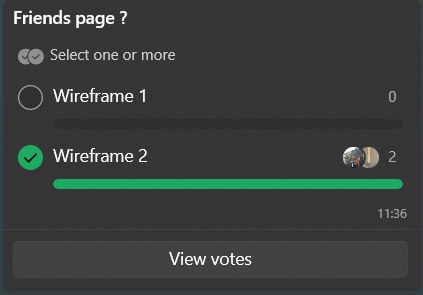 Friends page ?
Select one or more
Wireframe 1 0
Wireframe 2 2
11:36
View votes